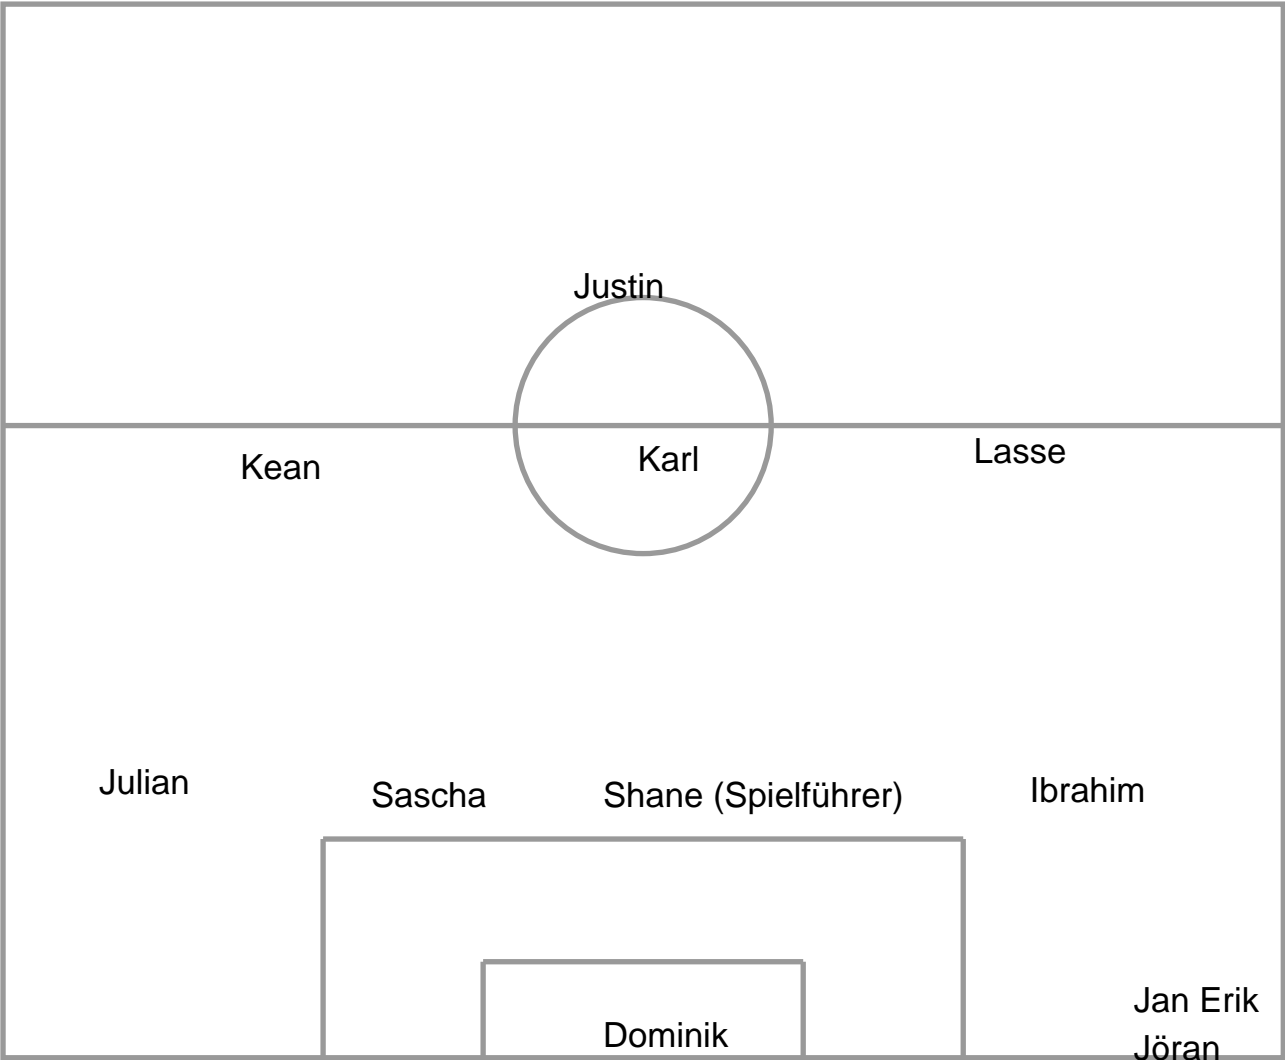 Justin
Kean
Karl
Lasse
Julian
Sascha
Shane (Spielführer)
Ibrahim
Jan Erik
Dominik
Jöran